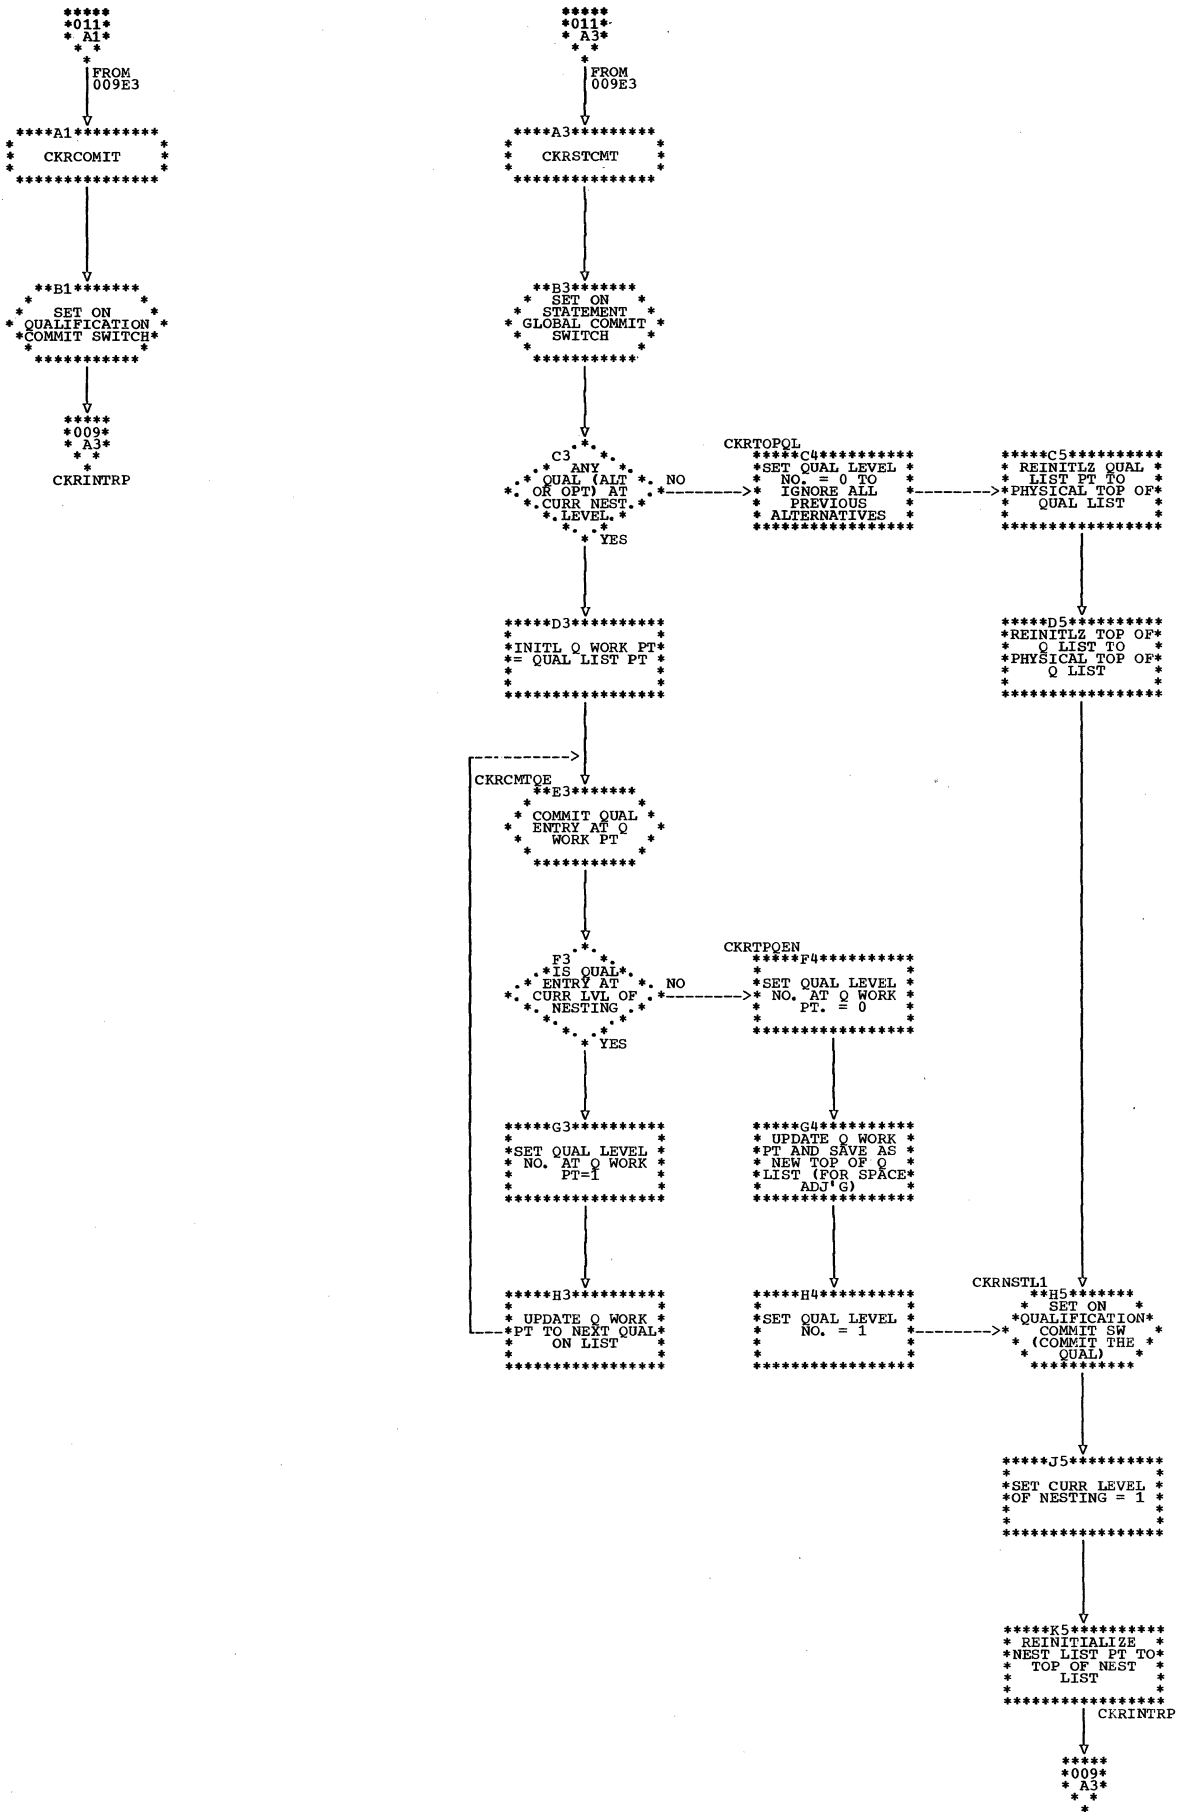 *****
*011*
* A1*
* *
*
FROM
009E3
****A1*********
* *
* CKRCOMIT *
* *
***************
**B1*******
* *
* SET ON *
* QUALIFICATION *
*COMMIT SWITCH*
* *
***********
*****
*009*
* A3*
* *
*
CKRINTRP
*****
*011*
* A3*
* *
*
FROM
009E3
****A3*********
* *
* CKRSTCMT *
* *
***************
**B3*******
* SET ON *
* STATEMENT *
* GLOBAL COMMIT *
* SWITCH *
* *
***********
.*.
C3 *.
.* ANY *.
.* QUAL (ALT *. NO
*. OR OPT) AT .*
*.CURR NEST.*
*.LEVEL.*
*. .*
* YES
CKRTOPQL
*****C4**********
*SET QUAL LEVEL *
* NO. = 0 TO *
* IGNORE ALL *
* PREVIOUS *
* ALTERNATIVES *
*****************
*****C5**********
* REINITLZ QUAL *
* LIST PT TO *
*PHYSICAL TOP OF*
* QUAL LIST *
* *
*****************
*****D3**********
* *
*INITL Q WORK PT*
*= QUAL LIST PT *
* *
* *
*****************
*****D5**********
*REINITLZ TOP OF*
* Q LIST TO *
*PHYSICAL TOP OF*
* Q LIST *
* *
*****************
CKRCMTQE
**E3*******
* *
* COMMIT QUAL *
* ENTRY AT Q *
* WORK PT *
* *
***********
.*.
F3 *.
.*IS QUAL*.
.* ENTRY AT *. NO
*. CURR LVL OF .*
*. NESTING .*
*. .*
*. .*
* YES
CKRTPQEN
*****F4**********
* *
*SET QUAL LEVEL *
* NO. AT Q WORK *
* PT. = 0 *
* *
*****************
*****G3**********
* *
*SET QUAL LEVEL *
* NO. AT Q WORK *
* PT=1 *
* *
*****************
*****G4**********
* UPDATE Q WORK *
*PT AND SAVE AS *
* NEW TOP OF Q *
*LIST (FOR SPACE*
* ADJ'G) *
*****************
*****H3**********
* *
* UPDATE Q WORK *
*PT TO NEXT QUAL*
* ON LIST *
* *
*****************
*****H4**********
* *
*SET QUAL LEVEL *
* NO. = 1 *
* *
* *
*****************
CKRNSTL1
**H5*******
* SET ON *
*QUALIFICATION*
* COMMIT SW *
* (COMMIT THE *
* QUAL) *
***********
*****J5**********
* *
*SET CURR LEVEL *
*OF NESTING = 1 *
* *
* *
*****************
*****K5**********
* REINITIALIZE *
*NEST LIST PT TO*
* TOP OF NEST *
* LIST *
* *
*****************
CKRINTRP
*****
*009*
* A3*
* *
*